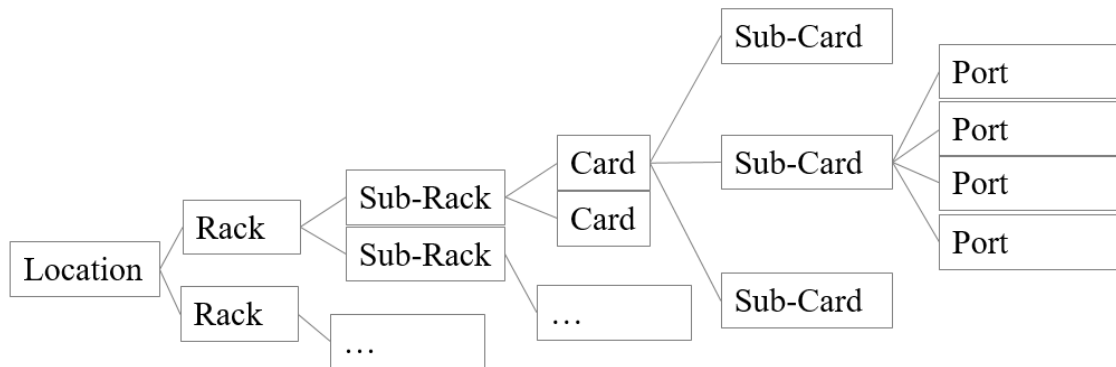 Location
Rack
Rack
Sub-Rack
Sub-Rack
…
Card
Card
…
Sub-Card
Sub-Card
Sub-Card
Port
Port
Port
Port